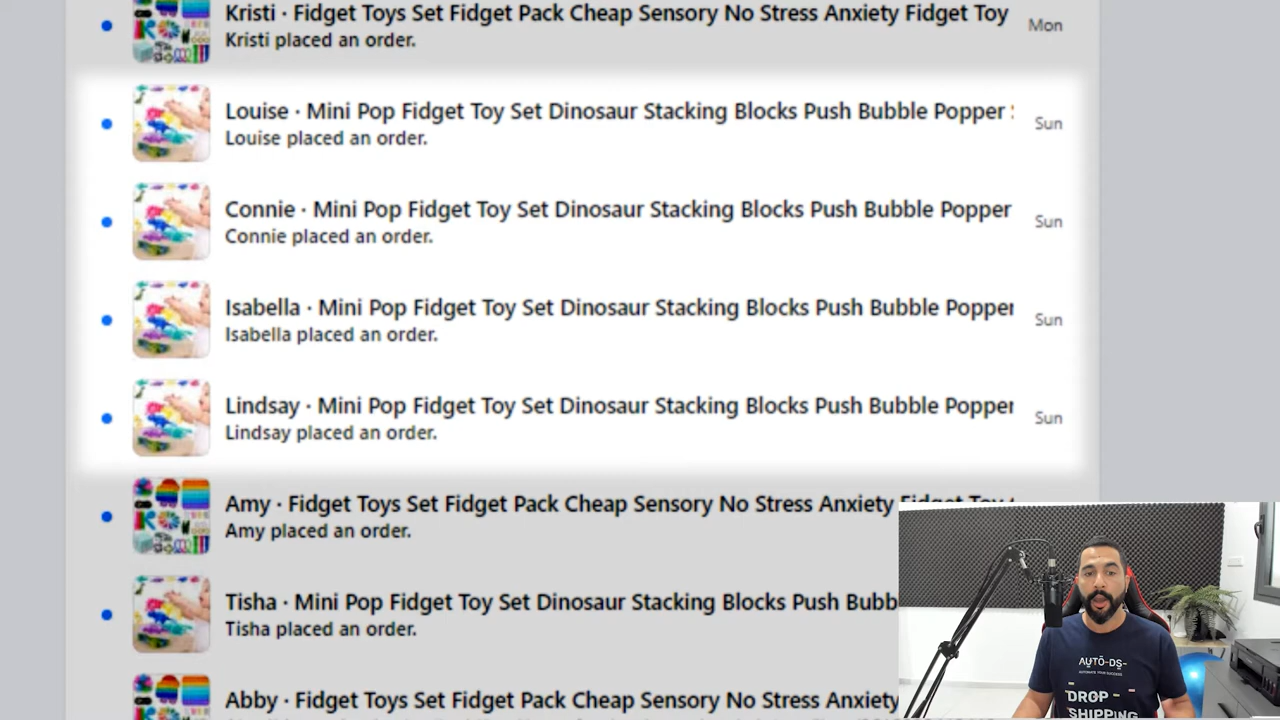 Kristi · Fidget Toys Set Fidget Pack Cheap Sensory No Stress Anxiety Fidget Toy
Mon
Kristi placed an order.
Louise · Mini Pop Fidget Toy Set Dinosaur Stacking Blocks Push Bubble Popper
Sun
Louise placed an order.
Connie · Mini Pop Fidget Toy Set Dinosaur Stacking Blocks Push Bubble Popper
Sun
Connie placed an order.
Isabella · Mini Pop Fidget Toy Set Dinosaur Stacking Blocks Push Bubble Popper
Sun
Isabella placed an order.
Lindsay · Mini Pop Fidget Toy Set Dinosaur Stacking Blocks Push Bubble Popper
Sun
Lindsay placed an order.
Amy · Fidget Toys Set Fidget Pack Cheap Sensory No Stress Anxiety Fidget Toy
Amy placed an order.
Tisha · Mini Pop Fidget Toy Set Dinosaur Stacking Blocks Push Bubb
Tisha placed an order.
Abby · Fidget Toys Set Fidget Pack Cheap Sensory No Stress Anxiety
AUTO-DS-
AUTOMATE YOUR SUCCESS
DROP
SHIPPING